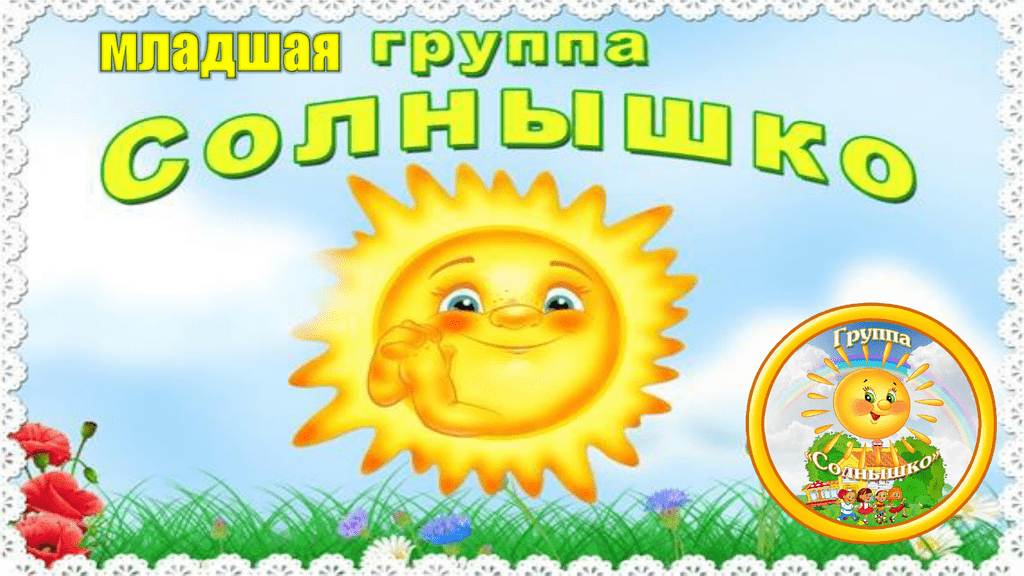 младшая группа
Солнышко
Группа
"Солнышко"